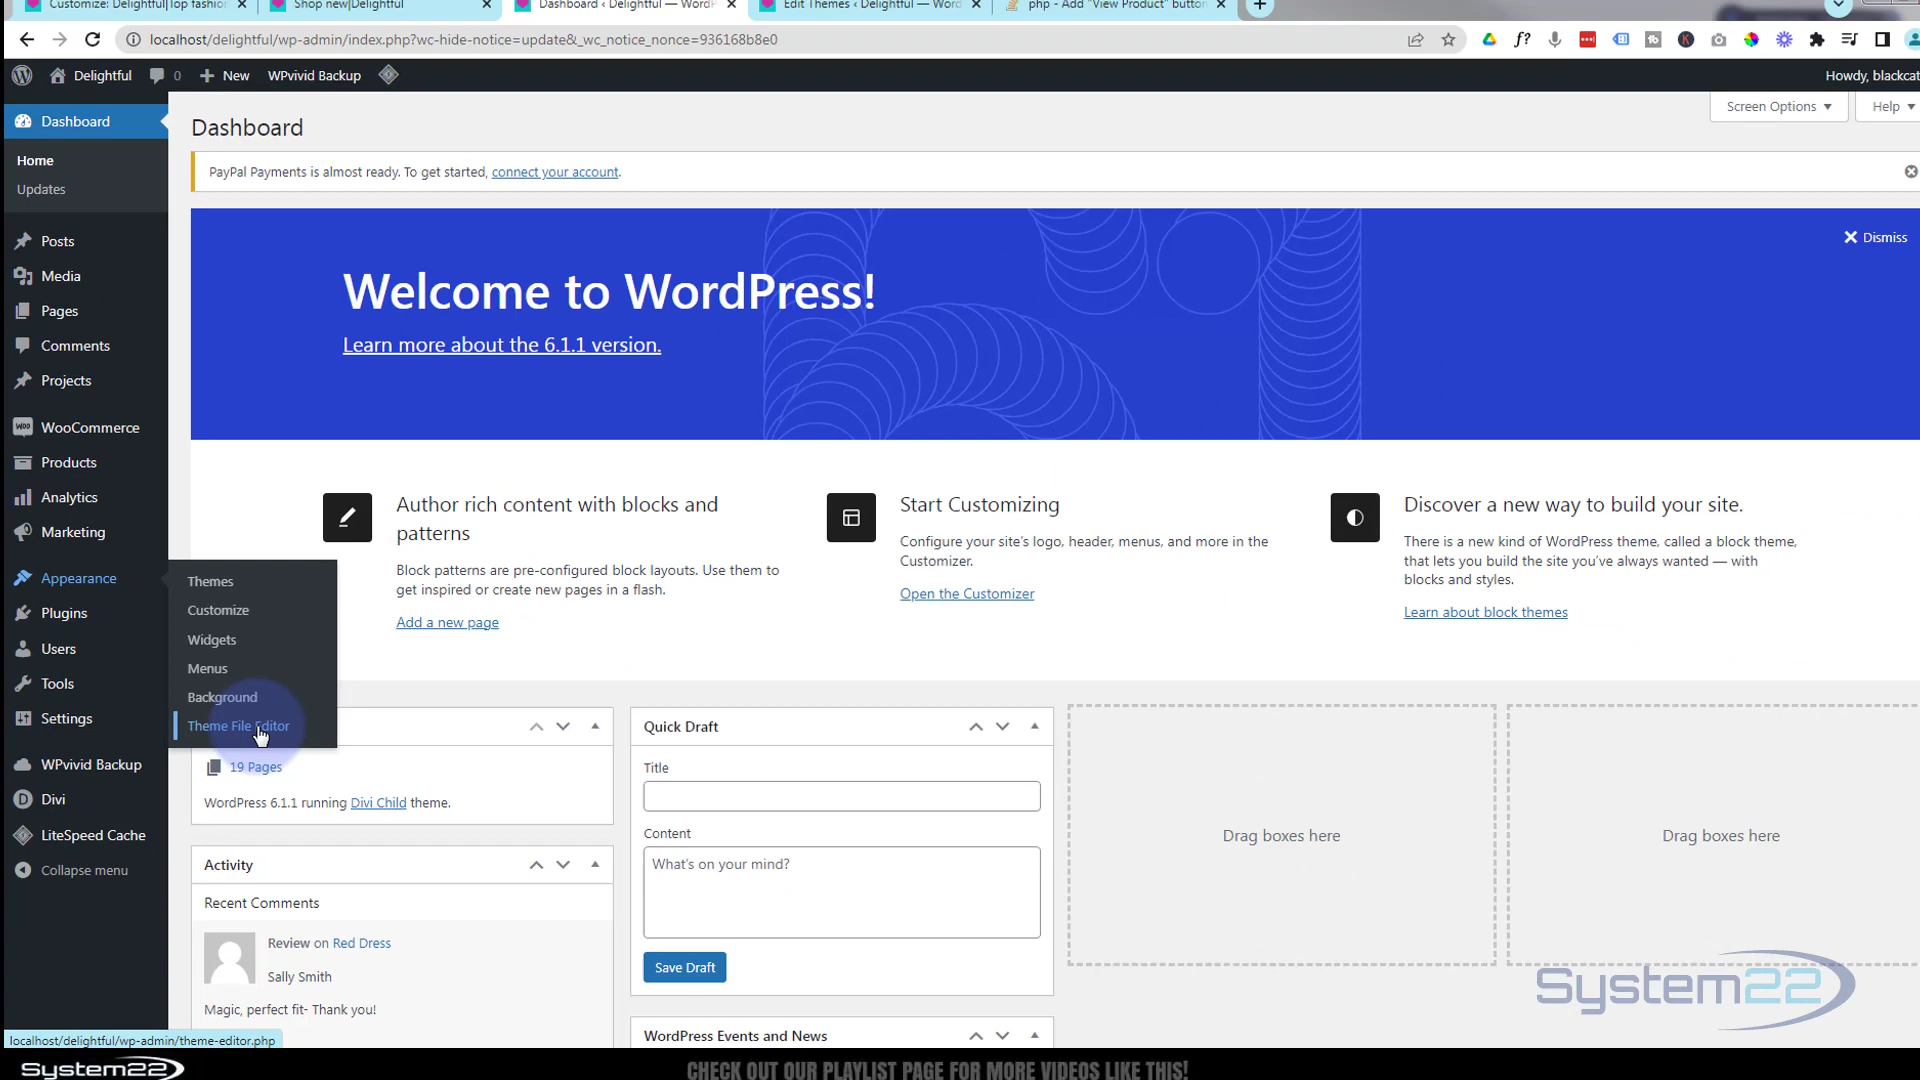 Customize: Delightful|Top fashion
Shop new|Delightful
Dashboard ‹ Delightful — WordP
Edit Themes ‹ Delightful — Word
php - Add "View Product" button
localhost/delightful/wp-admin/index.php?wc-hide-notice=update&_wc_notice_nonce=936168b8e0
Delightful
0
New
WPvivid Backup
Howdy, blackcat
Dashboard
Screen Options
Help
Dashboard
Home
Updates
PayPal Payments is almost ready. To get started, connect your account.
Dismiss
Posts
Media
Pages
Comments
Projects
Welcome to WordPress!
Learn more about the 6.1.1 version.
WooCommerce
Products
Analytics
Marketing
Author rich content with blocks and
patterns
Block patterns are pre-configured block layouts. Use them to
get inspired or create new pages in a flash.
Add a new page
Start Customizing
Configure your site's logo, header, menus, and more in the
Customizer.
Open the Customizer
Discover a new way to build your site.
There is a new kind of WordPress theme, called a block theme,
that lets you build the site you've always wanted — with
blocks and styles.
Learn about block themes
Appearance
Plugins
Users
Tools
Settings
Themes
Customize
Widgets
Menus
Background
Theme File Editor
WPvivid Backup
Divi
LiteSpeed Cache
Collapse menu
19 Pages
WordPress 6.1.1 running Divi Child theme.
Activity
Recent Comments
Review on Red Dress
Sally Smith
Magic, perfect fit- Thank you!
Quick Draft
Title
Content
What's on your mind?
Save Draft
WordPress Events and News
Drag boxes here
Drag boxes here
System22
localhost/delightful/wp-admin/theme-editor.php
System22
CHECK OUT OUR PLAYLIST PAGE FOR MORE VIDEOS LIKE THIS!